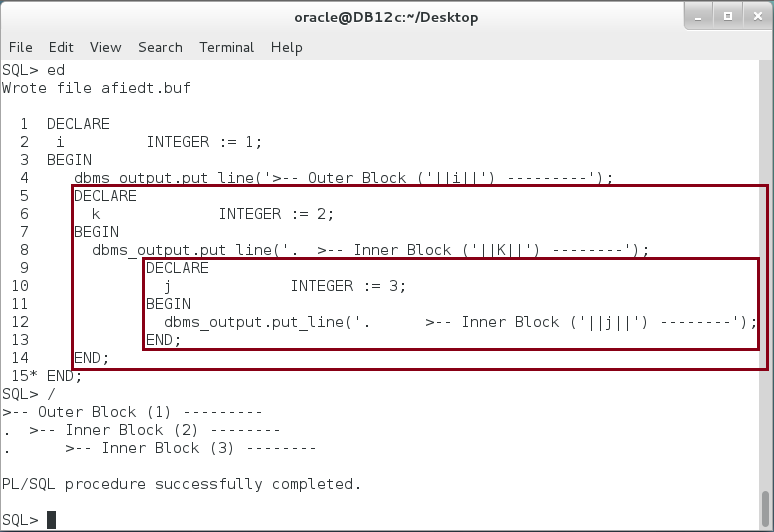 oracle@DB12c:~/Desktop
File Edit View Search Terminal Help
SQL> ed
Wrote file afiedt.buf
1 DECLARE
2 i INTEGER := 1;
3 BEGIN
4 dbms_output.put_line('>-- Outer Block ('||i||') ---------');
5 DECLARE
6 k INTEGER := 2;
7 BEGIN
8 dbms_output.put_line('. >-- Inner Block ('||K||') --------');
9 DECLARE
10 j INTEGER := 3;
11 BEGIN
12 dbms_output.put_line('. >-- Inner Block ('||j||') --------');
13 END;
14 END;
15* END;
SQL> /
>-- Outer Block (1) ---------
. >-- Inner Block (2) --------
. >-- Inner Block (3) --------
PL/SQL procedure successfully completed.
SQL>